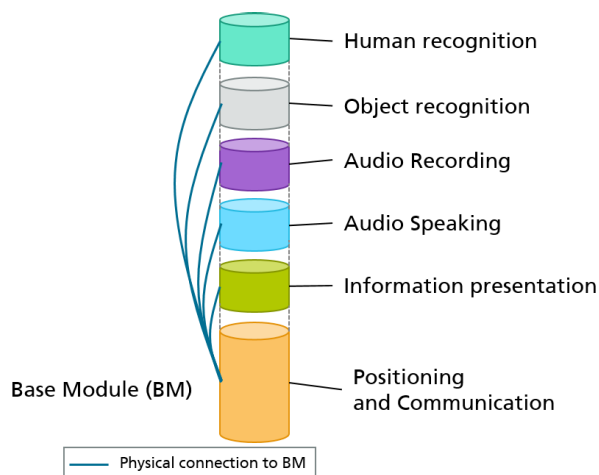 Human recognition
Object recognition
Audio Recording
Audio Speaking
Information presentation
Base Module (BM)
Positioning
and Communication
Physical connection to BM